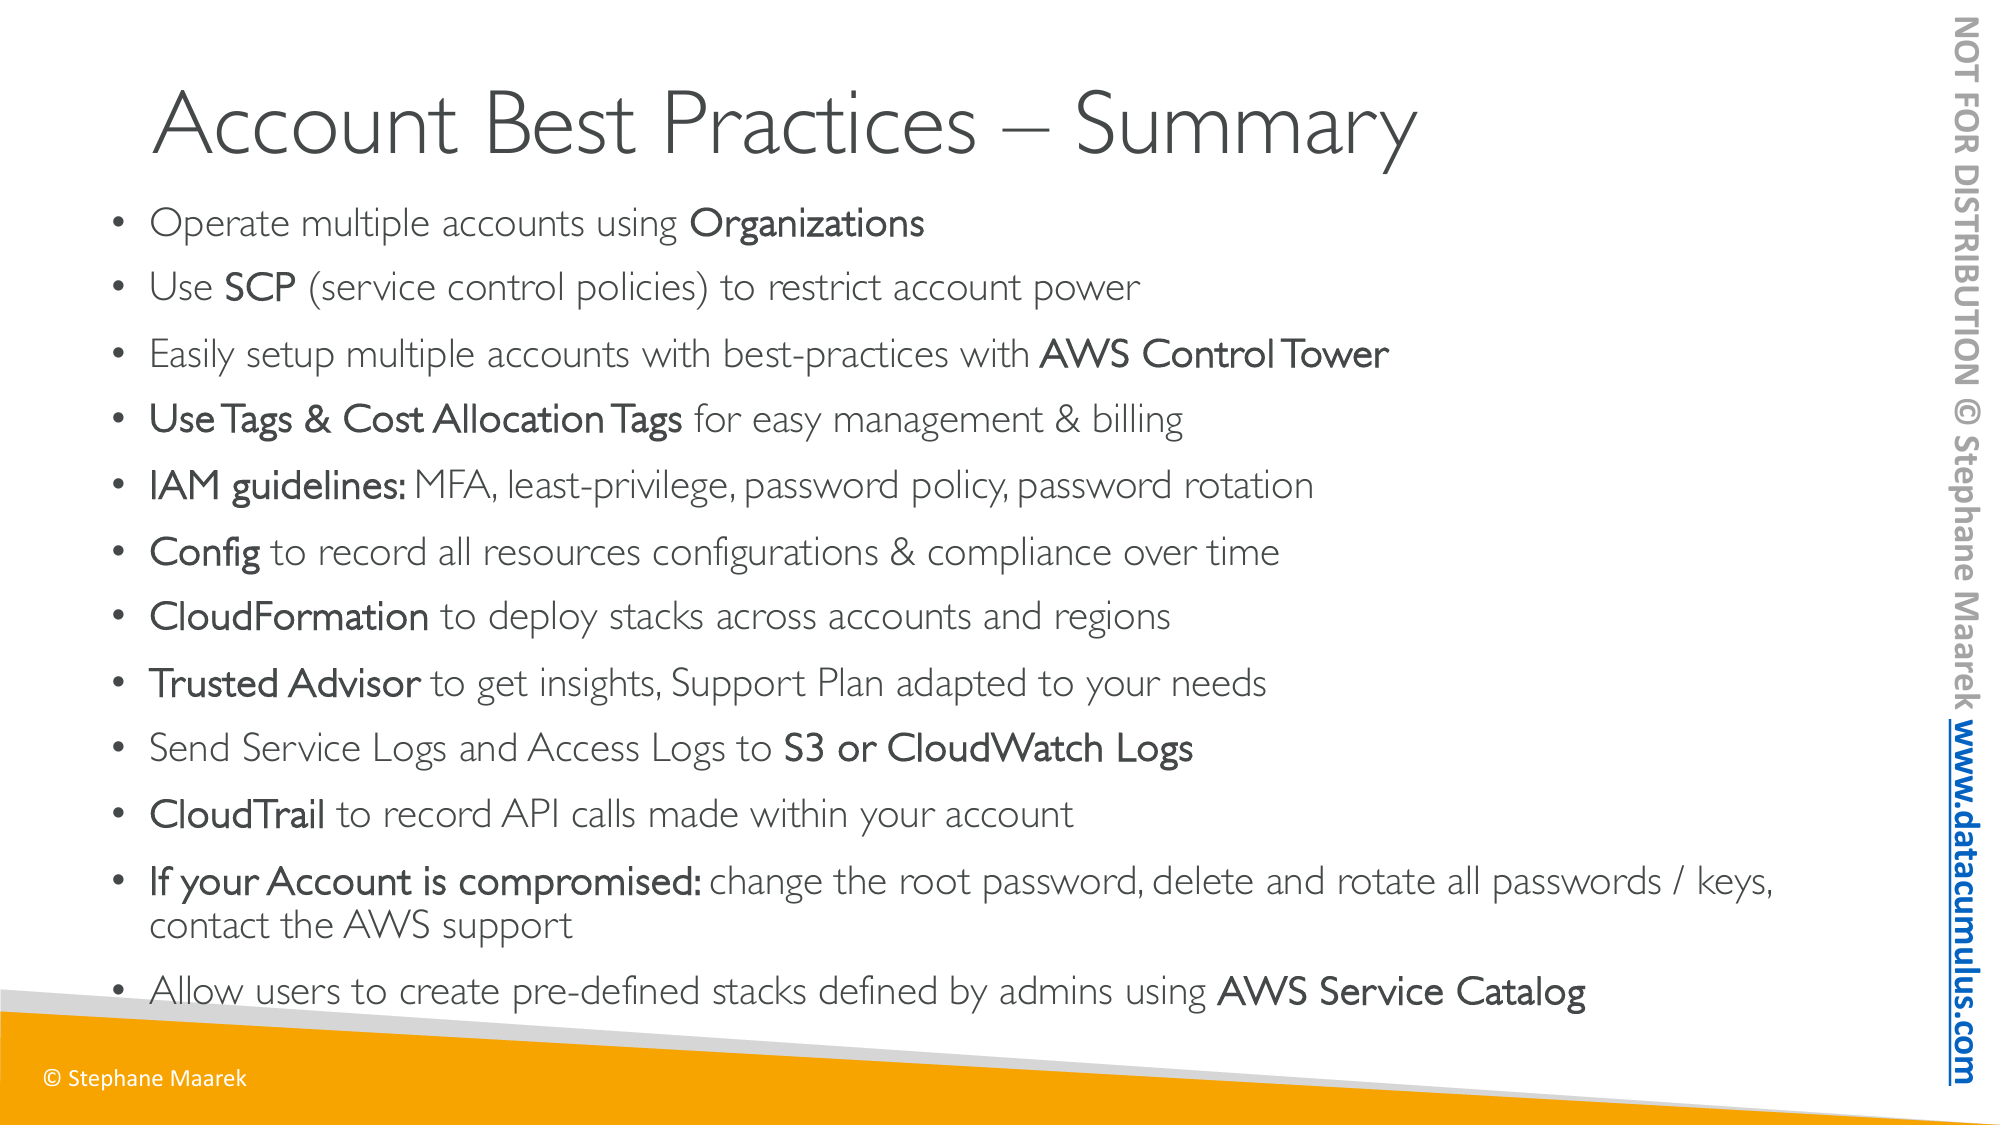 Account Best Practices – Summary
• Operate multiple accounts using Organizations
• Use SCP (service control policies) to restrict account power
• Easily setup multiple accounts with best-practices with AWS Control Tower
• Use Tags & Cost Allocation Tags for easy management & billing
• IAM guidelines: MFA, least-privilege, password policy, password rotation
• Config to record all resources configurations & compliance over time
• CloudFormation to deploy stacks across accounts and regions
• Trusted Advisor to get insights, Support Plan adapted to your needs
• Send Service Logs and Access Logs to S3 or CloudWatch Logs
• CloudTrail to record API calls made within your account
• If your Account is compromised: change the root password, delete and rotate all passwords / keys,
contact the AWS support
• Allow users to create pre-defined stacks defined by admins using AWS Service Catalog
© Stephane Maarek
NOT FOR DISTRIBUTION © Stephane Maarek www.datacumulus.com